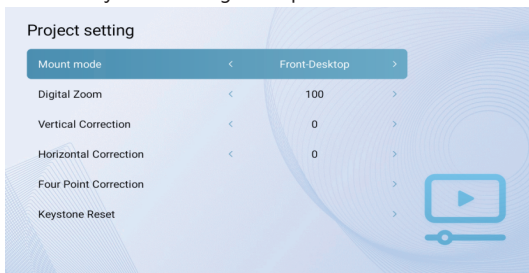 Project setting
Mount mode < Front-Desktop >
Digital Zoom < 100 >
Vertical Correction < 0 >
Horizontal Correction < 0 >
Four Point Correction >
Keystone Reset >